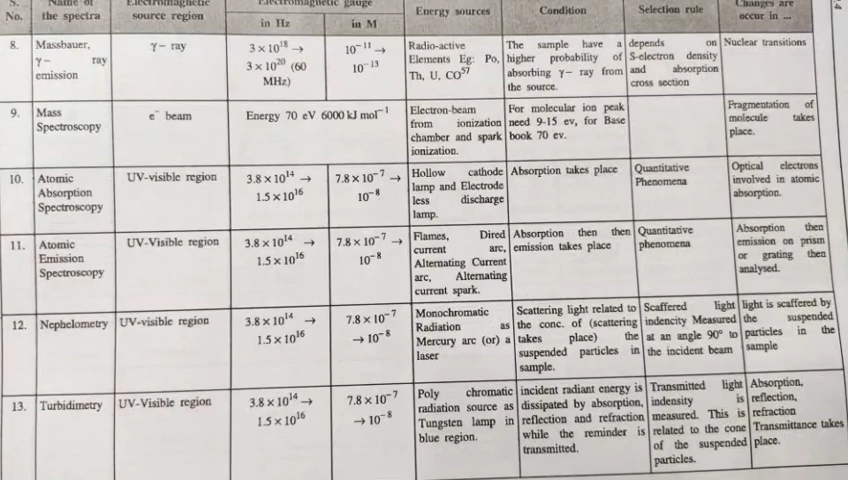 S. Name of Electromagnetic Electromagnetic gauge Energy sources Condition Selection rule Changes are
No. the spectra source region in Hz in M occur in ...
8. Massbauer, γ- ray 3 × 10¹⁸ → 10⁻¹¹ → Radio-active The sample have a depends on Nuclear transitions
γ- ray 3 × 10²⁰ (60 10⁻¹³ Elements Eg: Po, higher probability of S-electron density
emission MHz) Th, U, CO⁵⁷ absorbing γ- ray from and absorption
the source. cross section
9. Mass e⁻ beam Energy 70 eV 6000 kJ mol⁻¹ Electron-beam For molecular ion peak Fragmentation of
Spectroscopy from ionization need 9-15 ev, for Base molecule takes
chamber and spark book 70 ev. place.
ionization.
10. Atomic UV-visible region 3.8 × 10¹⁴ → 7.8 × 10⁻⁷ → Hollow cathode Absorption takes place Quantitative Optical electrons
Absorption 1.5 × 10¹⁶ 10⁻⁸ lamp and Electrode Phenomena involved in atomic
Spectroscopy less discharge absorption.
lamp.
11. Atomic UV-Visible region 3.8 × 10¹⁴ → 7.8 × 10⁻⁷ → Flames, Dired Absorption then then Quantitative Absorption then
Emission 1.5 × 10¹⁶ 10⁻⁸ current arc, emission takes place phenomena emission on prism
Spectroscopy Alternating Current or grating then
arc, Alternating analysed.
current spark.
12. Nephelometry UV-visible region 3.8 × 10¹⁴ → 7.8 × 10⁻⁷ Monochromatic Scattering light related to Scaffered light light is scaffered by
1.5 × 10¹⁶ → 10⁻⁸ Radiation as the conc. of (scattering indencity Measured the suspended
Mercury arc (or) a takes place) the at an angle 90° to particles in the
laser suspended particles in the incident beam sample
sample.
13. Turbidimetry UV-Visible region 3.8 × 10¹⁴ → 7.8 × 10⁻⁷ Poly chromatic incident radiant energy is Transmitted light Absorption,
1.5 × 10¹⁶ → 10⁻⁸ radiation source as dissipated by absorption, indensity is reflection,
Tungsten lamp in reflection and refraction measured. This is refraction
blue region. while the reminder is related to the cone Transmittance takes
transmitted. of the suspended place.
particles.